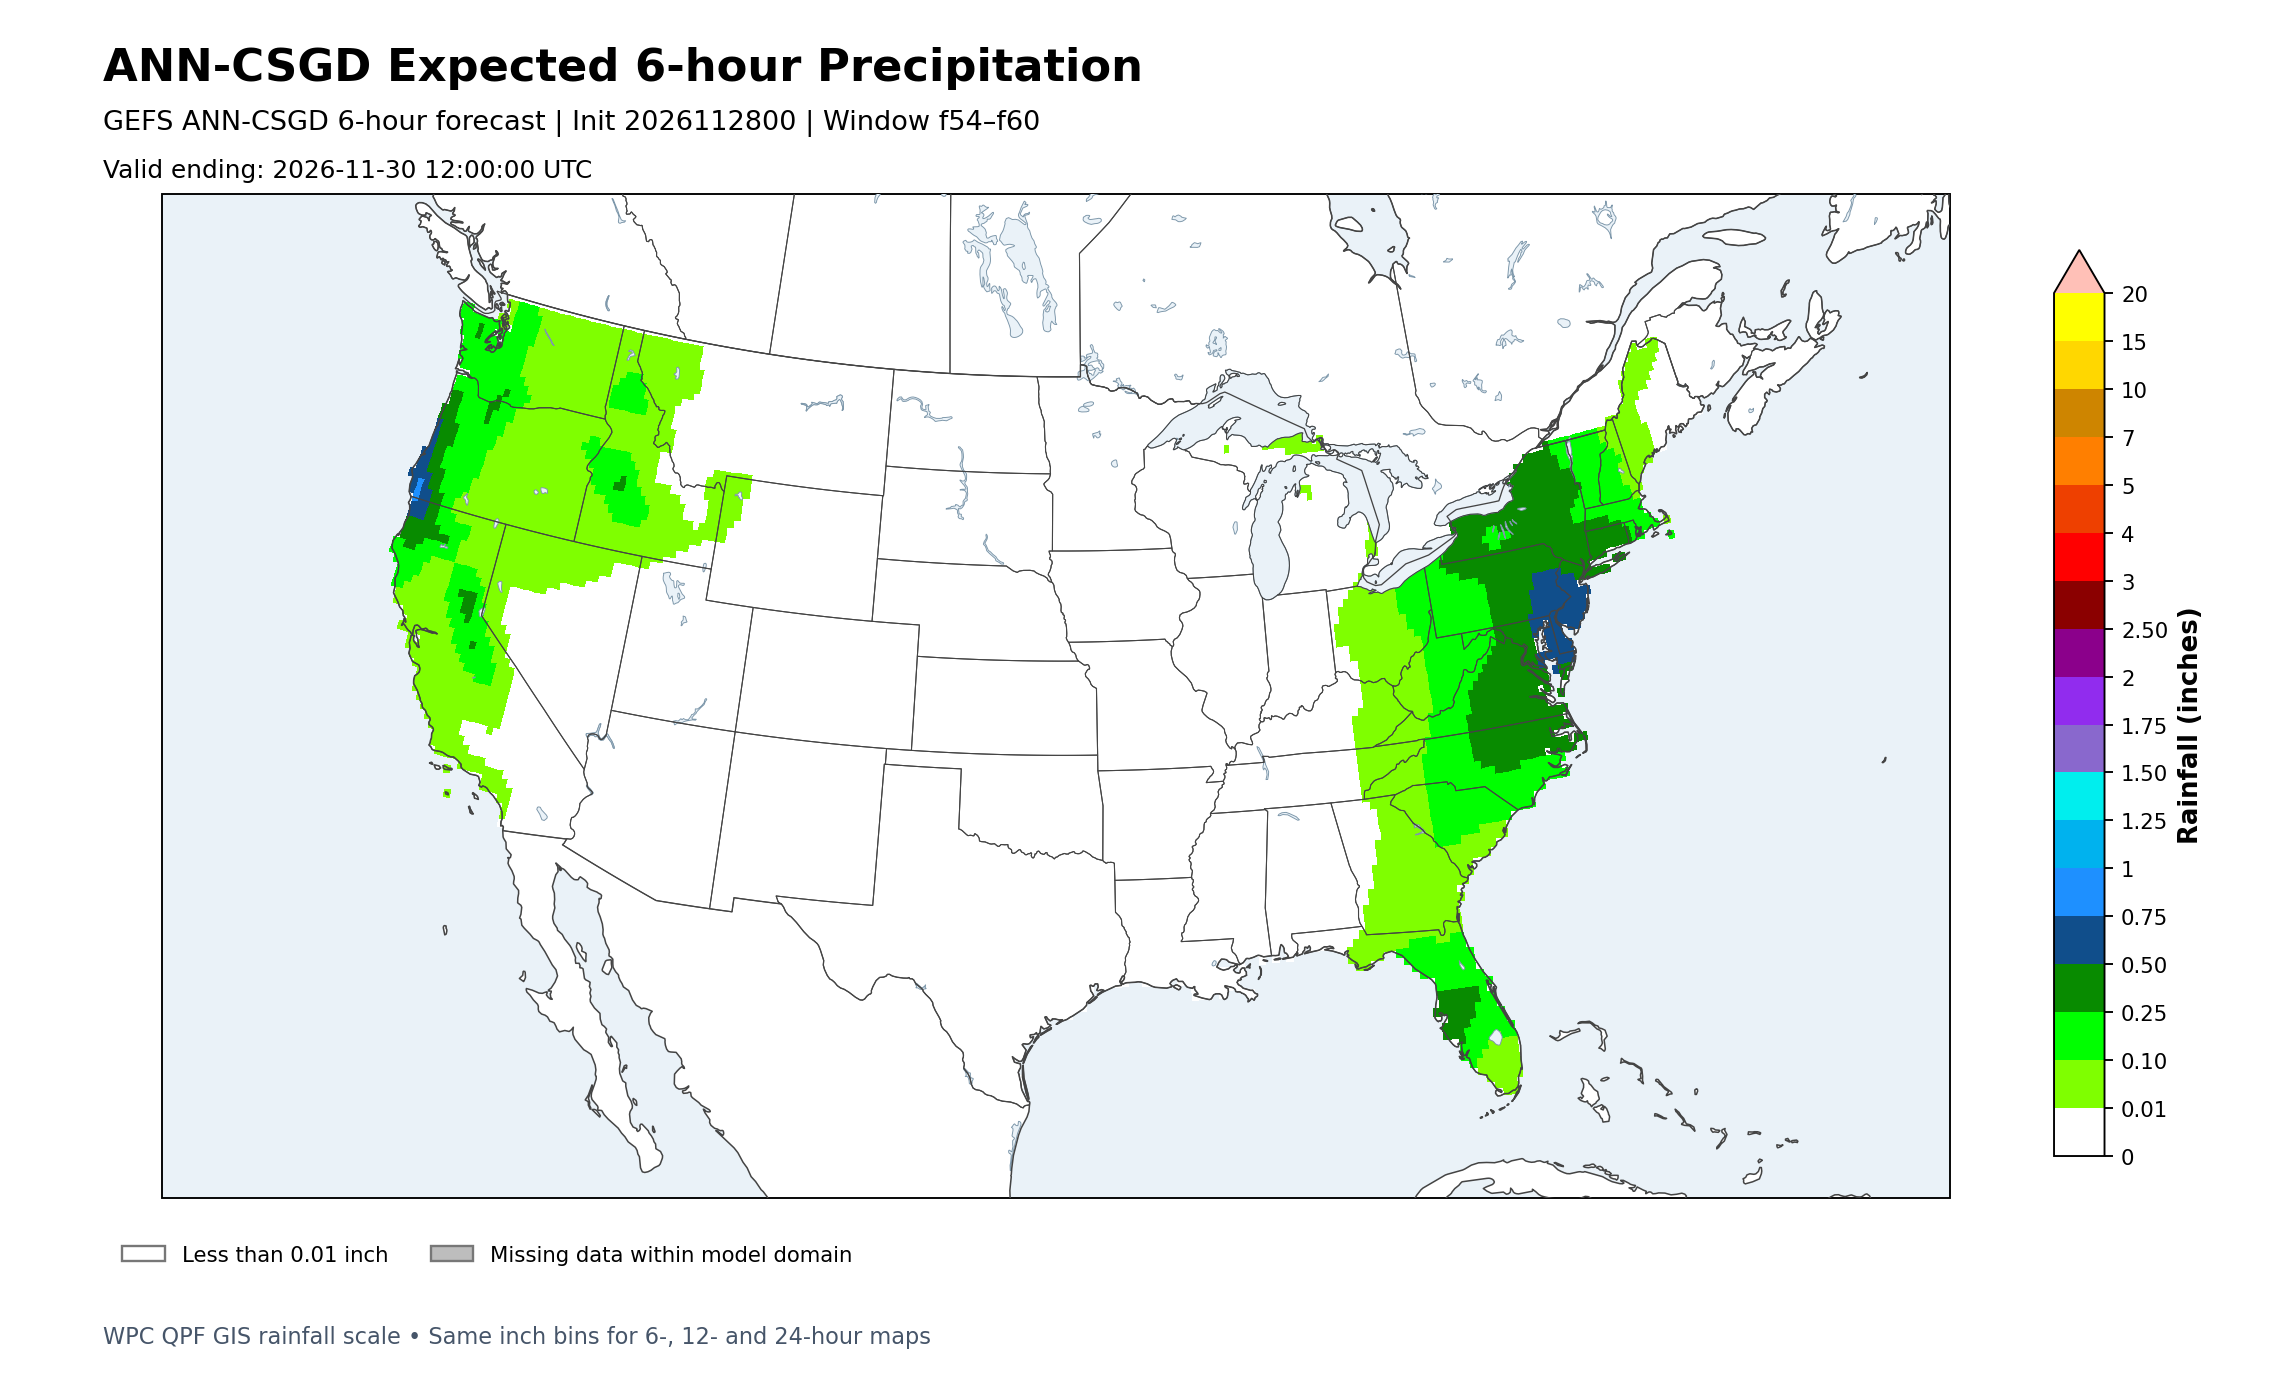 ANN-CSGD Expected 6-hour Precipitation
GEFS ANN-CSGD 6-hour forecast | Init 2026112800 | Window f54–f60
Valid ending: 2026-11-30 12:00:00 UTC
20
15
10
7
5
4
3
2.50
2
1.75
1.50
1.25
1
0.75
0.50
0.25
0.10
0.01
0
Rainfall (inches)
Less than 0.01 inch
Missing data within model domain
WPC QPF GIS rainfall scale • Same inch bins for 6-, 12- and 24-hour maps